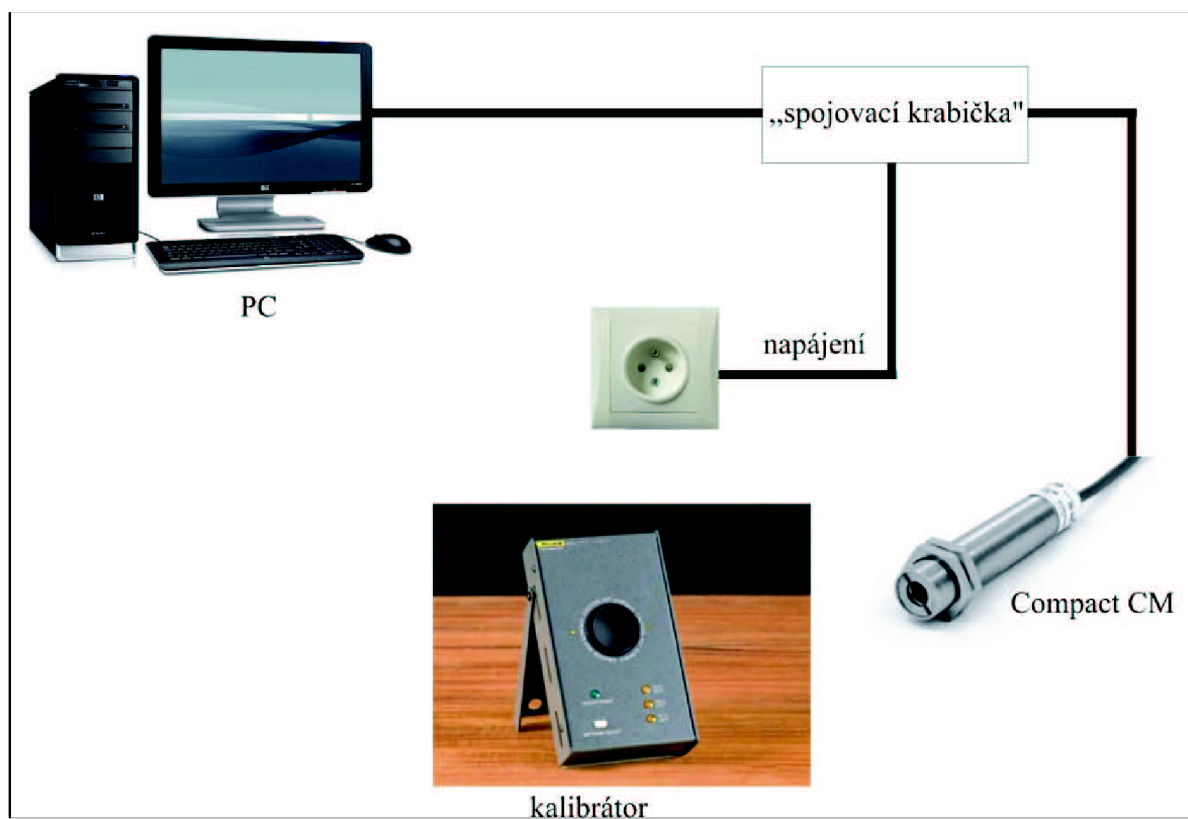 ,,spojovací krabička"
PC
napájení
Compact CM
kalibrátor